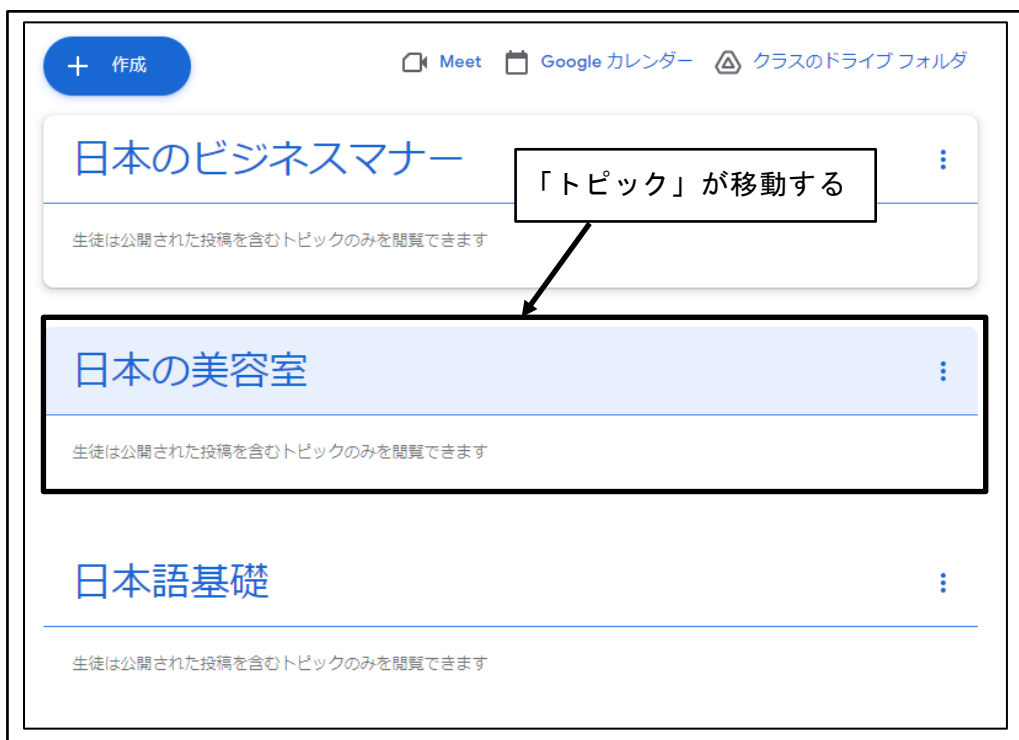 作成
Meet Google カレンダー クラスのドライブ フォルダ
日本のビジネスマナー
「トピック」が移動する
生徒は公開された投稿を含むトピックのみを閲覧できます
日本の美容室
生徒は公開された投稿を含むトピックのみを閲覧できます
日本語基礎
生徒は公開された投稿を含むトピックのみを閲覧できます